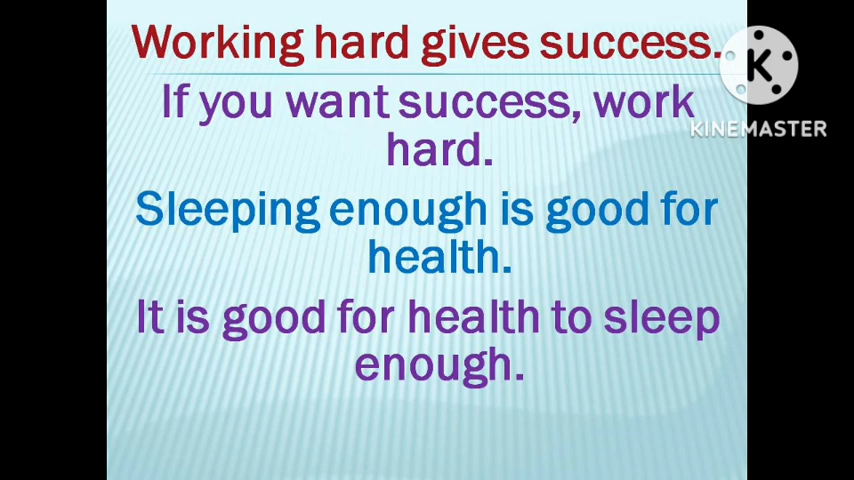 Working hard gives success.
If you want success, work
hard.
Sleeping enough is good for
health.
It is good for health to sleep
enough.
K
KINEMASTER